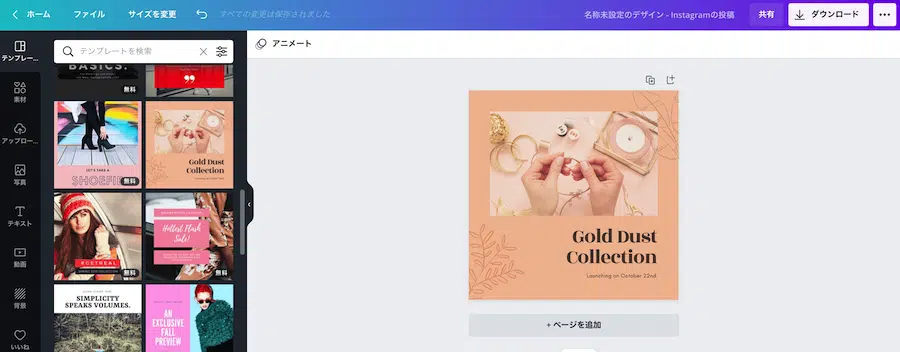 ホーム
ファイル
サイズを変更
すべての変更は保存されました
名称未設定のデザイン - Instagramの投稿
共有
ダウンロード
テンプレー...
素材
アップロー...
写真
テキスト
動画
背景
いいね
テンプレートを検索
BASICS.
無料
LET'S TAKE A
SHOEFIE
無料
Gold Dust
Collection
#OOTREAL
無料
Hottest Flash
Sale!
無料
SIMPLICITY
SPEAKS VOLUMES.
AN
EXCLUSIVE
FALL
PREVIEW
アニメート
Gold Dust
Collection
Launching on October 22nd
+ ページを追加